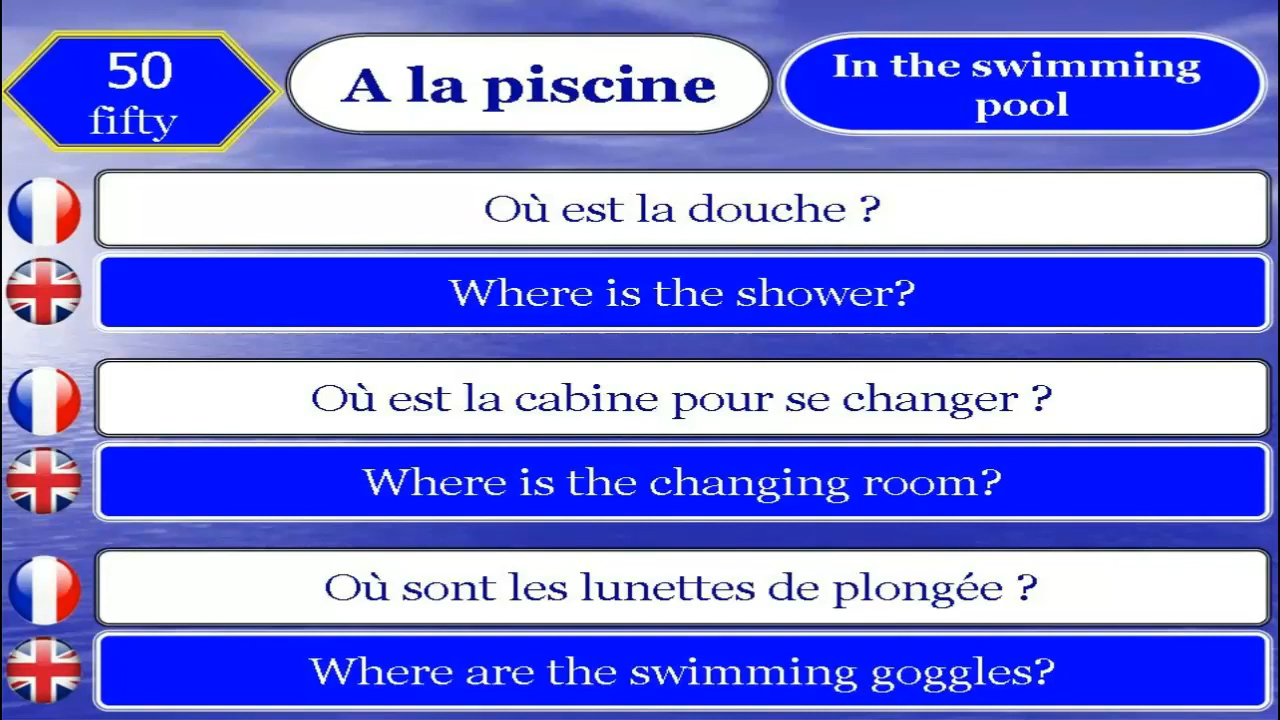 50
fifty
A la piscine
In the swimming
pool
Où est la douche ?
Where is the shower?
Où est la cabine pour se changer ?
Where is the changing room?
Où sont les lunettes de plongée ?
Where are the swimming goggles?